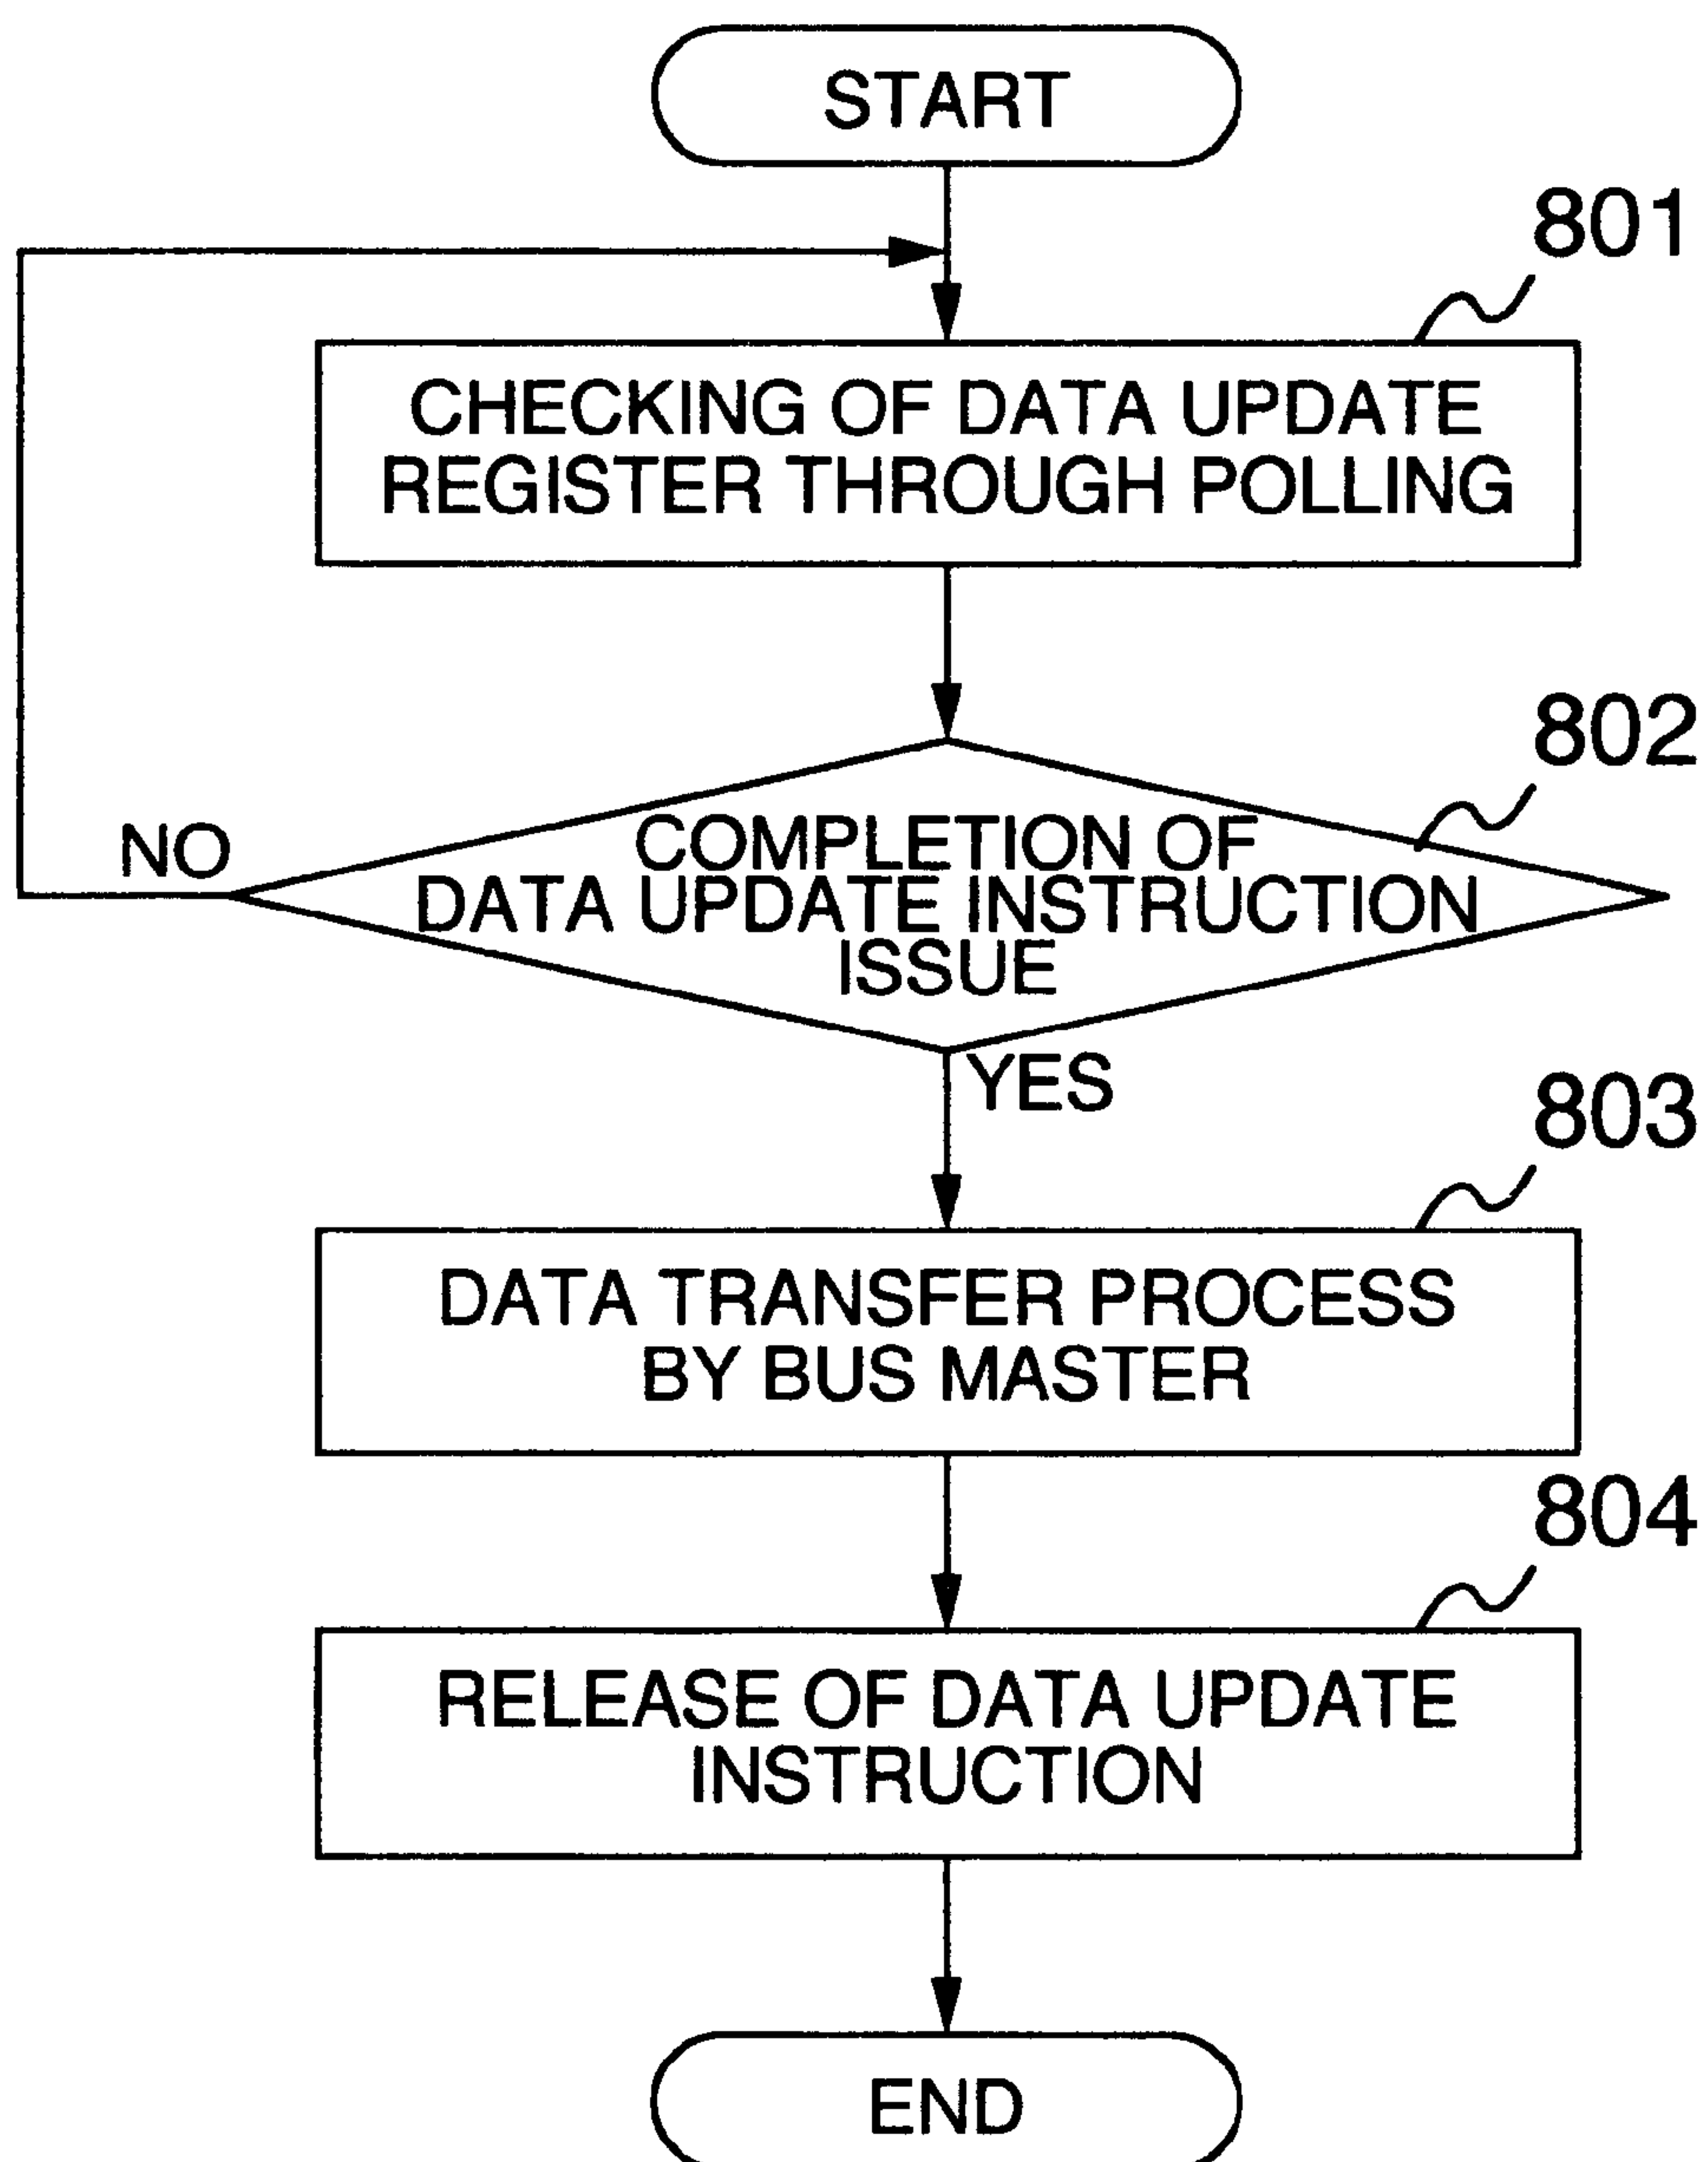 START
801
CHECKING OF DATA UPDATE
REGISTER THROUGH POLLING
802
NO
COMPLETION OF
DATA UPDATE INSTRUCTION
ISSUE
YES
803
DATA TRANSFER PROCESS
BY BUS MASTER
804
RELEASE OF DATA UPDATE
INSTRUCTION
END